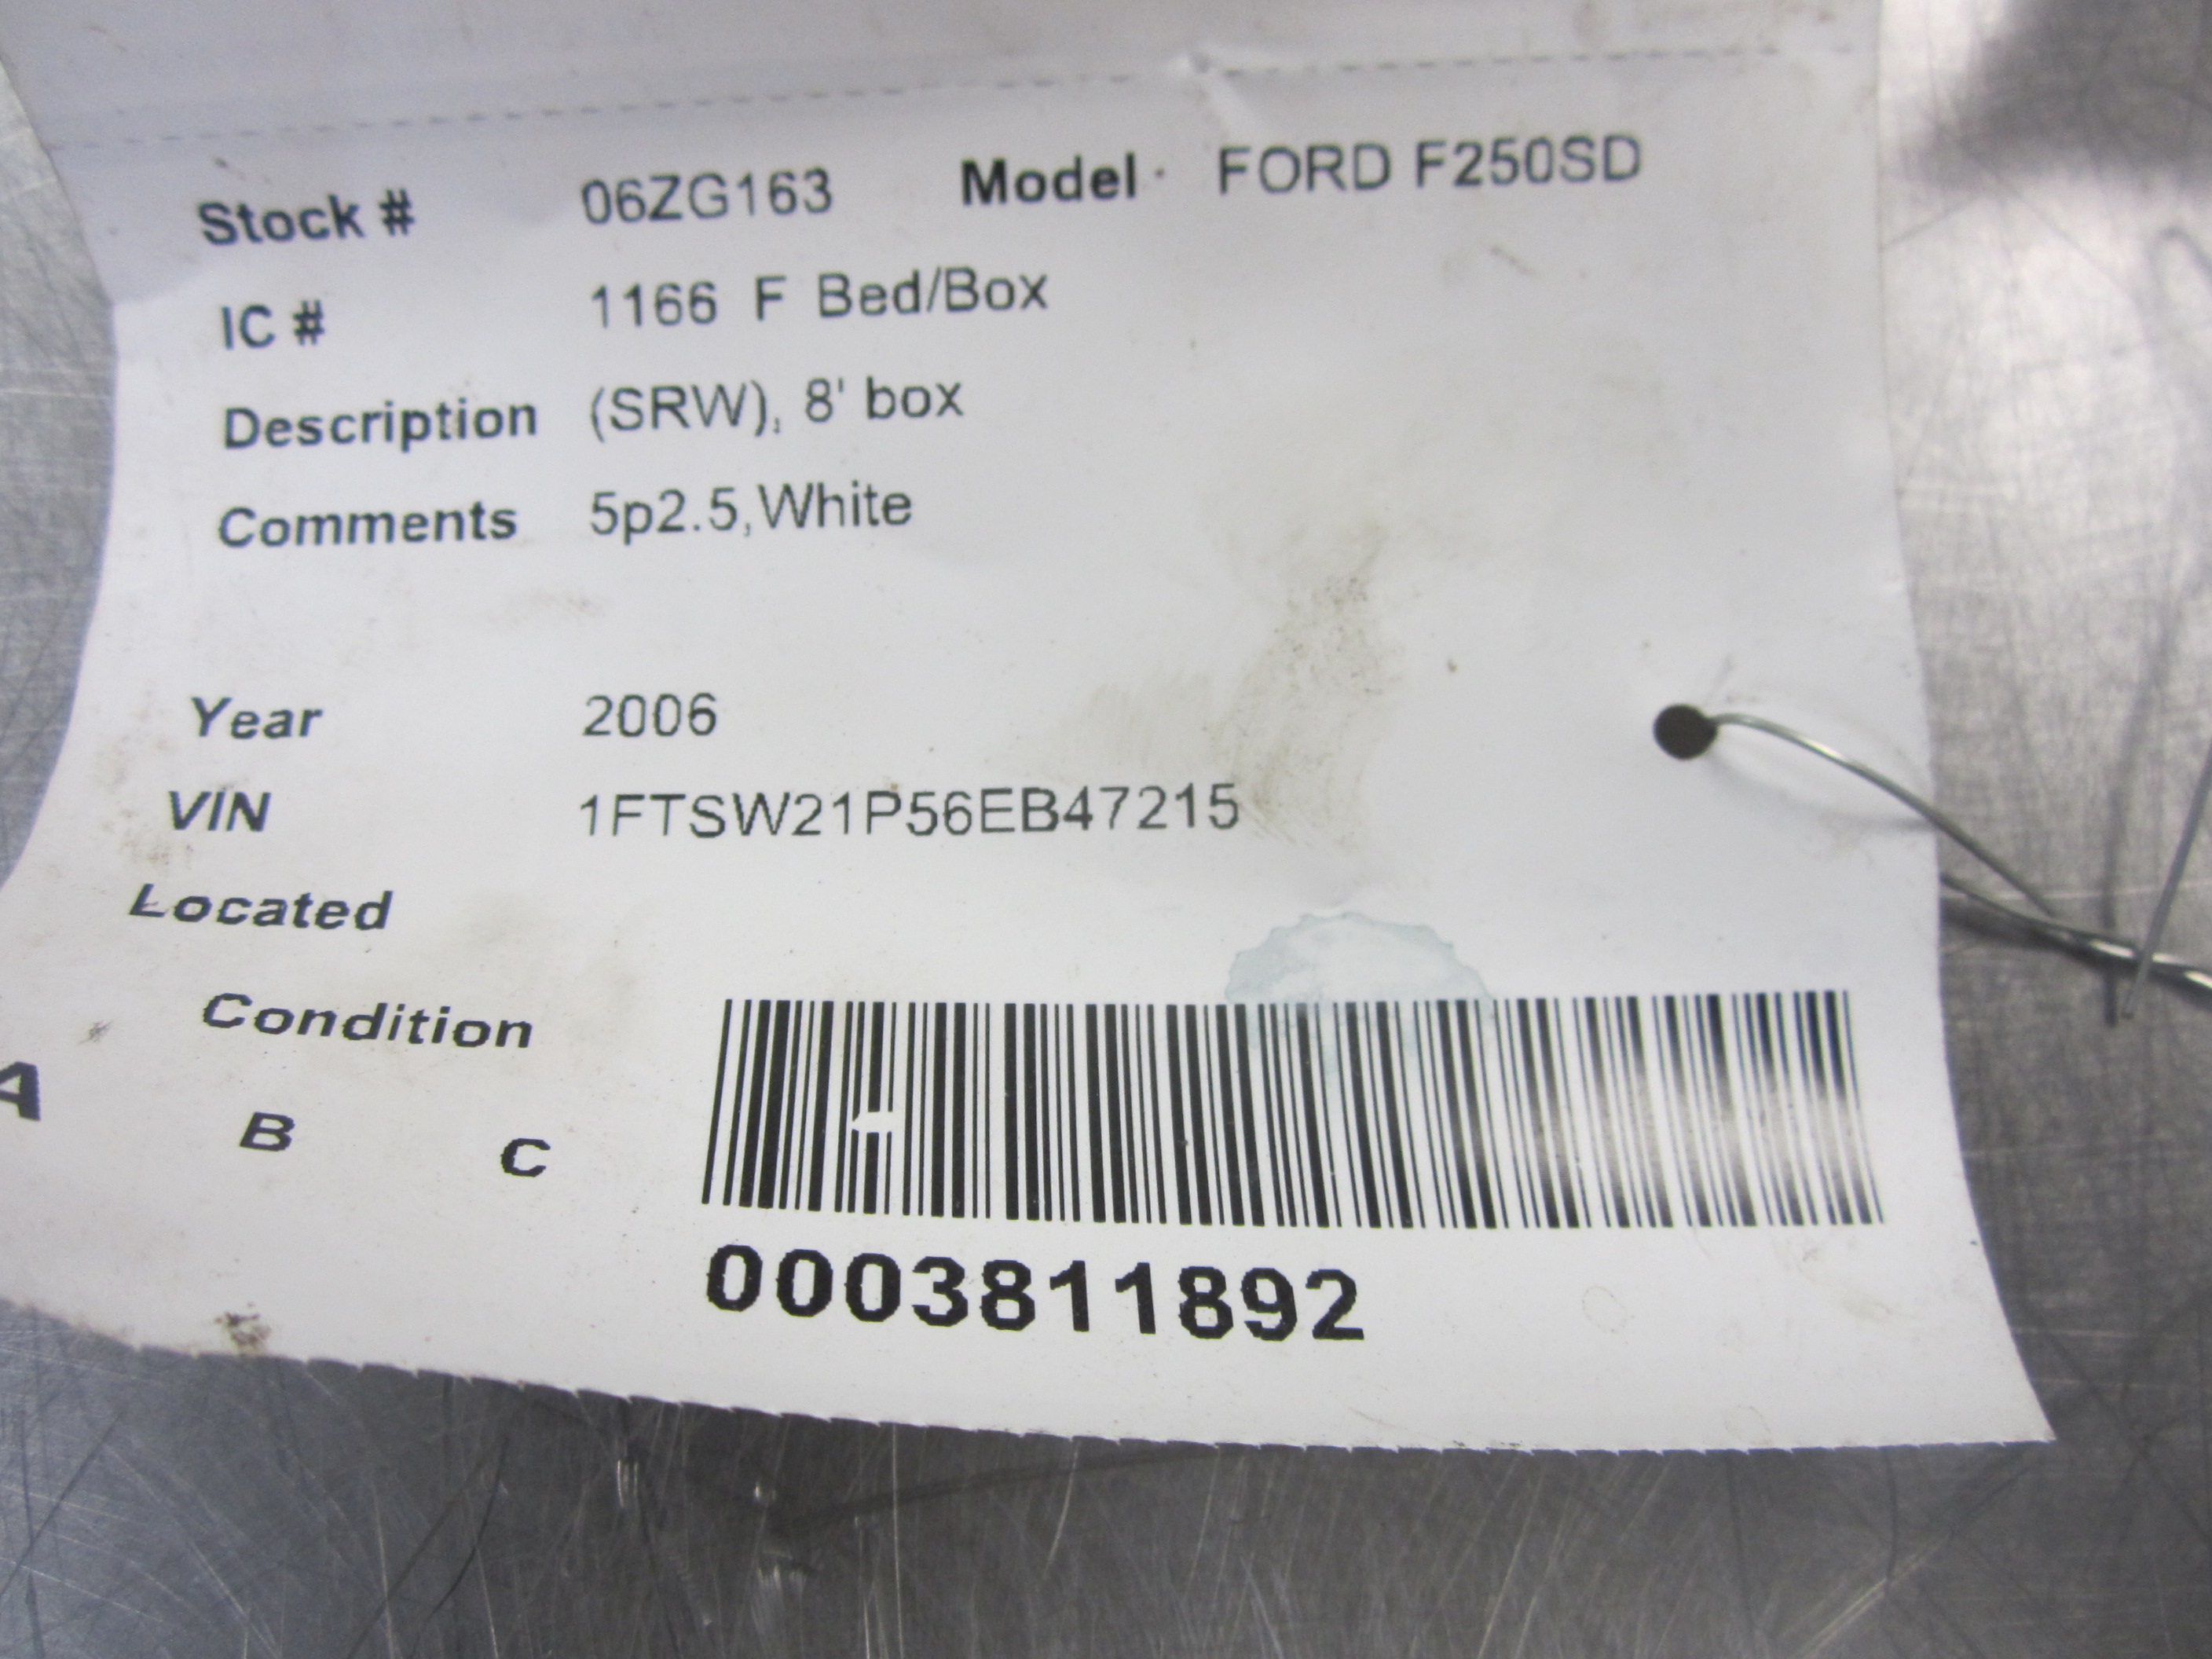 Stock # 06ZG163 Model · FORD F250SD
IC # 1166 F Bed/Box
Description (SRW), 8' box
Comments 5p2.5,White
Year 2006
VIN 1FTSW21P56EB47215
Located
Condition
A B C
0003811892